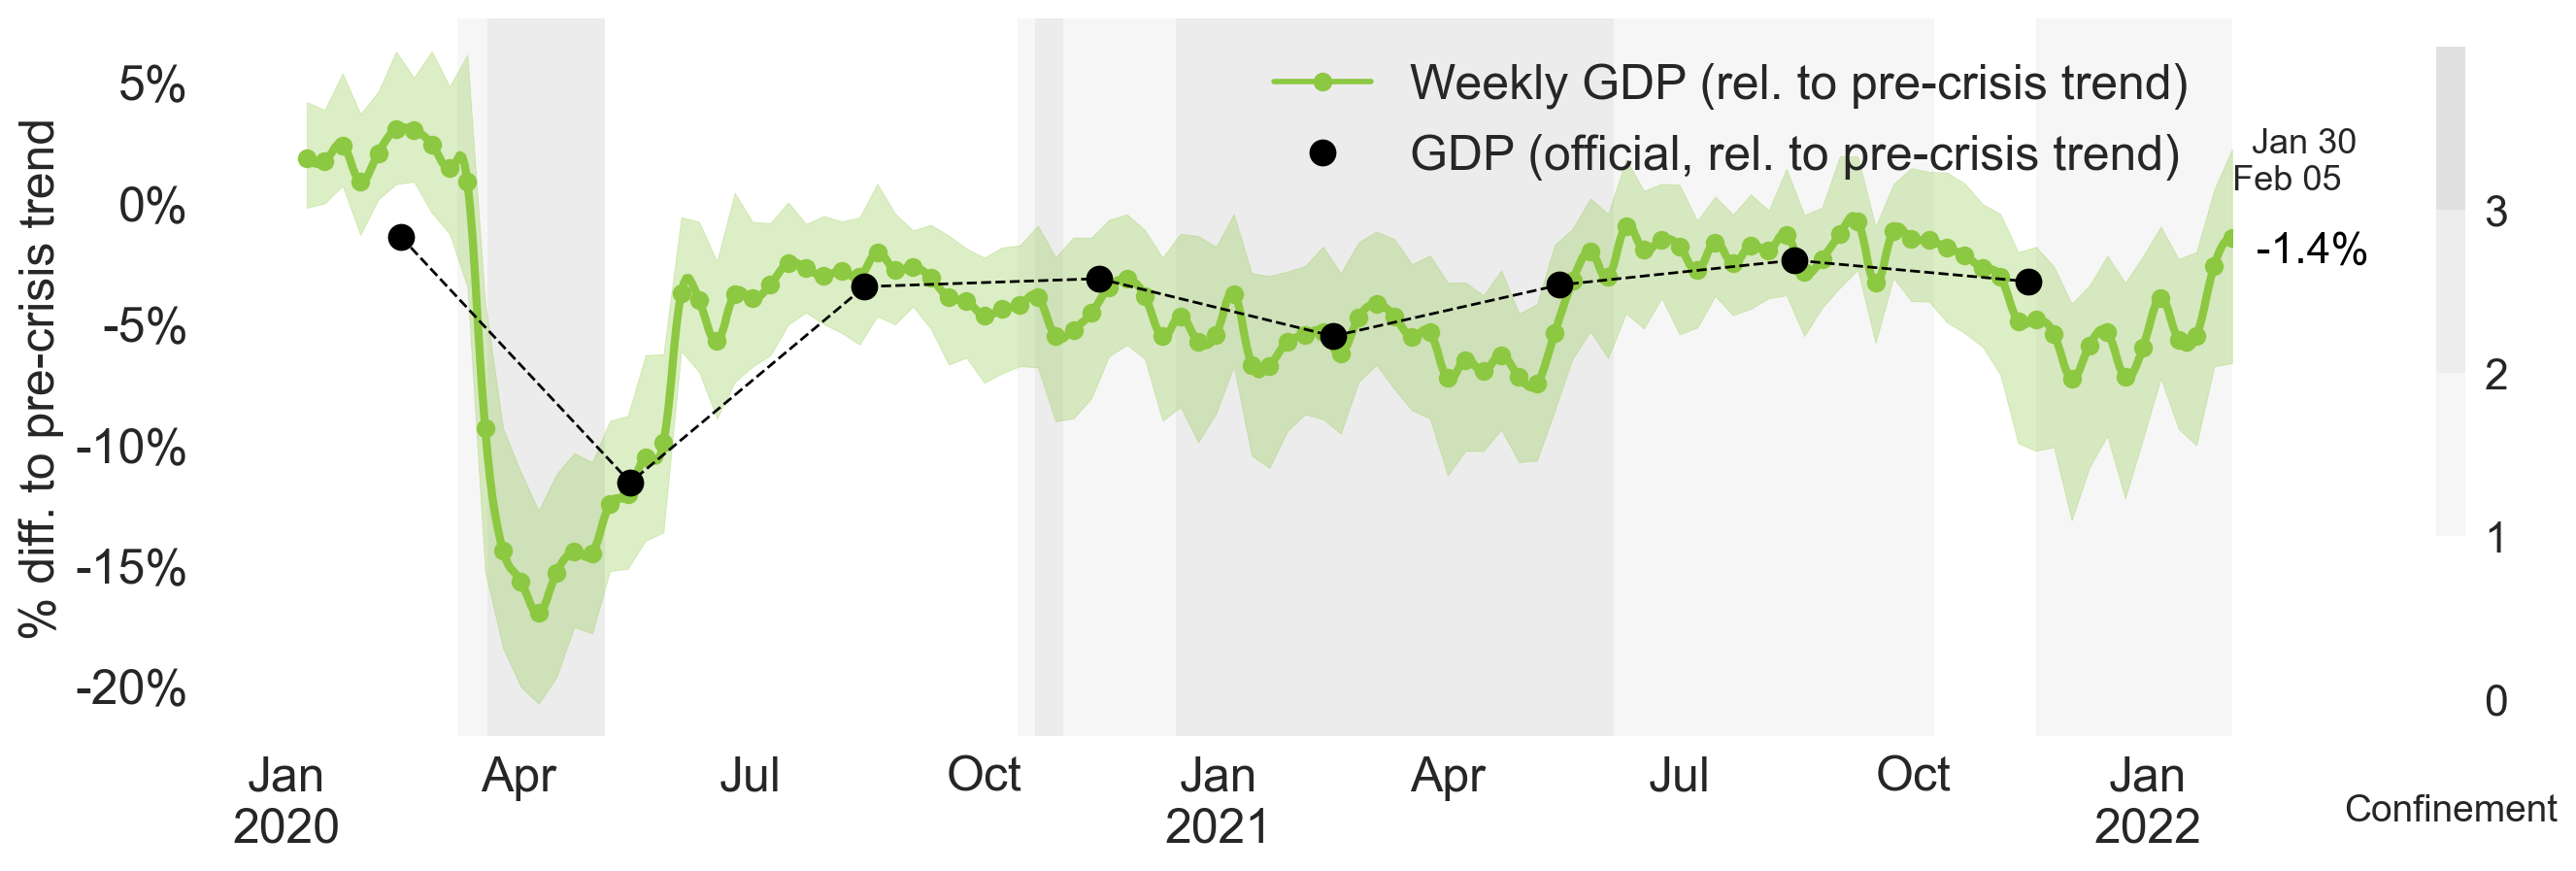 Weekly GDP (rel. to pre-crisis trend)
GDP (official, rel. to pre-crisis trend)
% diff. to pre-crisis trend
5%
0%
-5%
-10%
-15%
-20%
Jan
2020
Apr
Jul
Oct
Jan
2021
Apr
Jul
Oct
Jan
2022
Jan 30
Feb 05
-1.4%
3
2
1
0
Confinement